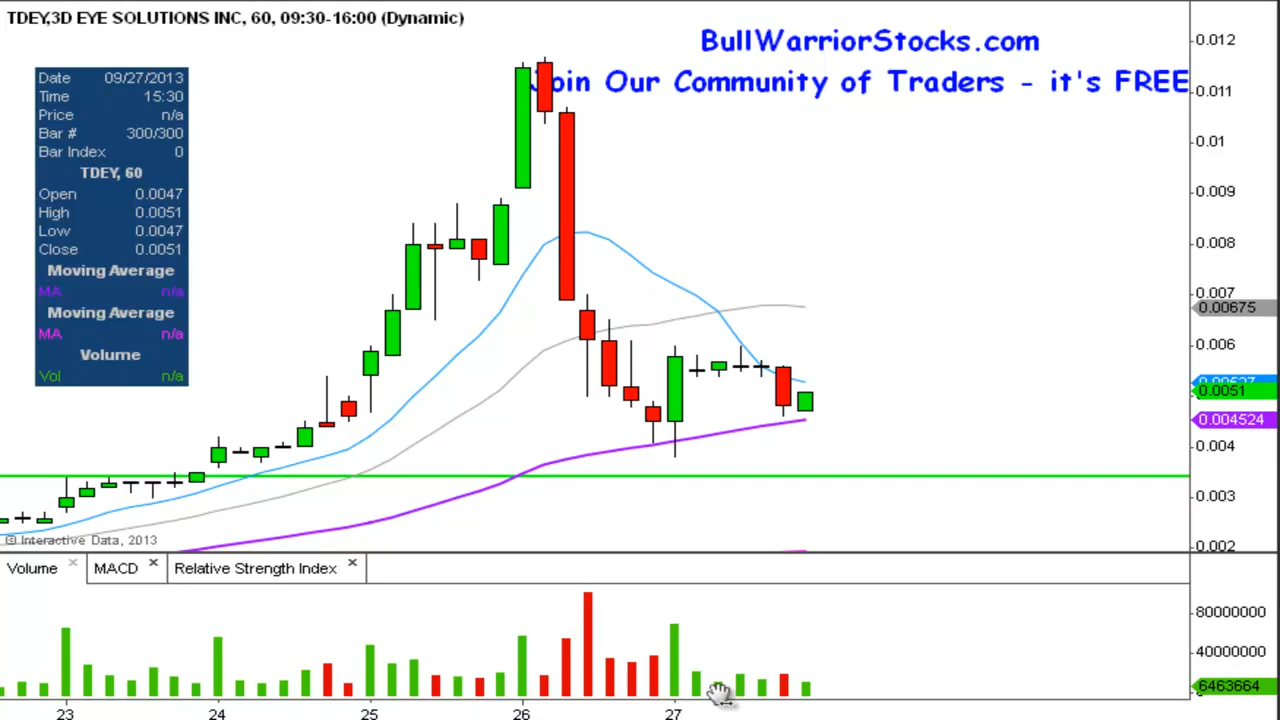 TDEY,3D EYE SOLUTIONS INC, 60, 09:30-16:00 (Dynamic)
BullWarriorStocks.com
Join Our Community of Traders - it's FREE
Date 09/27/2013
Time 15:30
Price n/a
Bar # 300/300
Bar Index 0
TDEY, 60
Open 0.0047
High 0.0051
Low 0.0047
Close 0.0051
Moving Average
MA n/a
Moving Average
MA n/a
Volume
Vol n/a
0.012
0.011
0.01
0.009
0.008
0.007
0.00675
0.006
0.0051
0.004524
0.004
0.003
0.002
© Interactive Data, 2013
Volume × MACD × Relative Strength Index ×
80000000
40000000
6463664
23 24 25 26 27